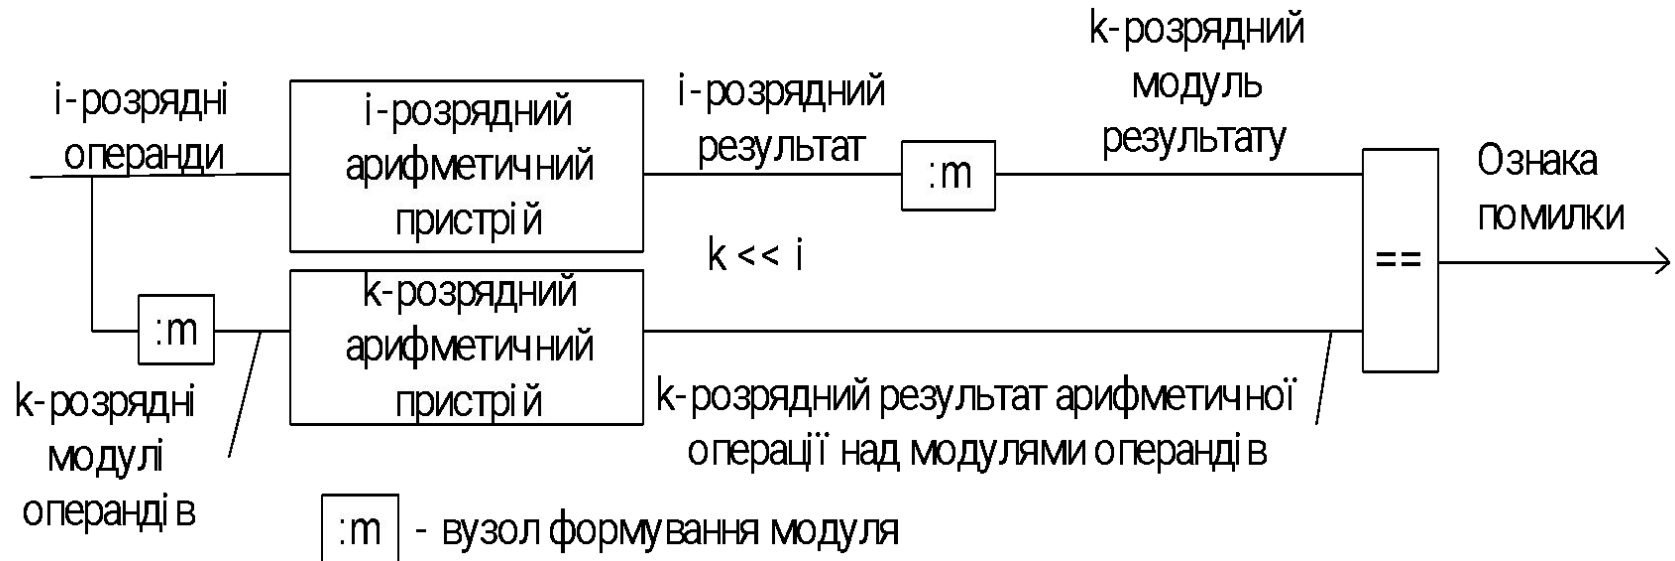 і-розрядні
операнди
і-розрядний
арифметичний
пристрій
і-розрядний
результат
:m
k-розрядний
модуль
результату
Ознака
помилки
==
k << i
:m
k-розрядний
арифметичний
пристрій
k-розрядні
модулі
операндів
k-розрядний результат арифметичної
операції над модулями операндів
:m - вузол формування модуля